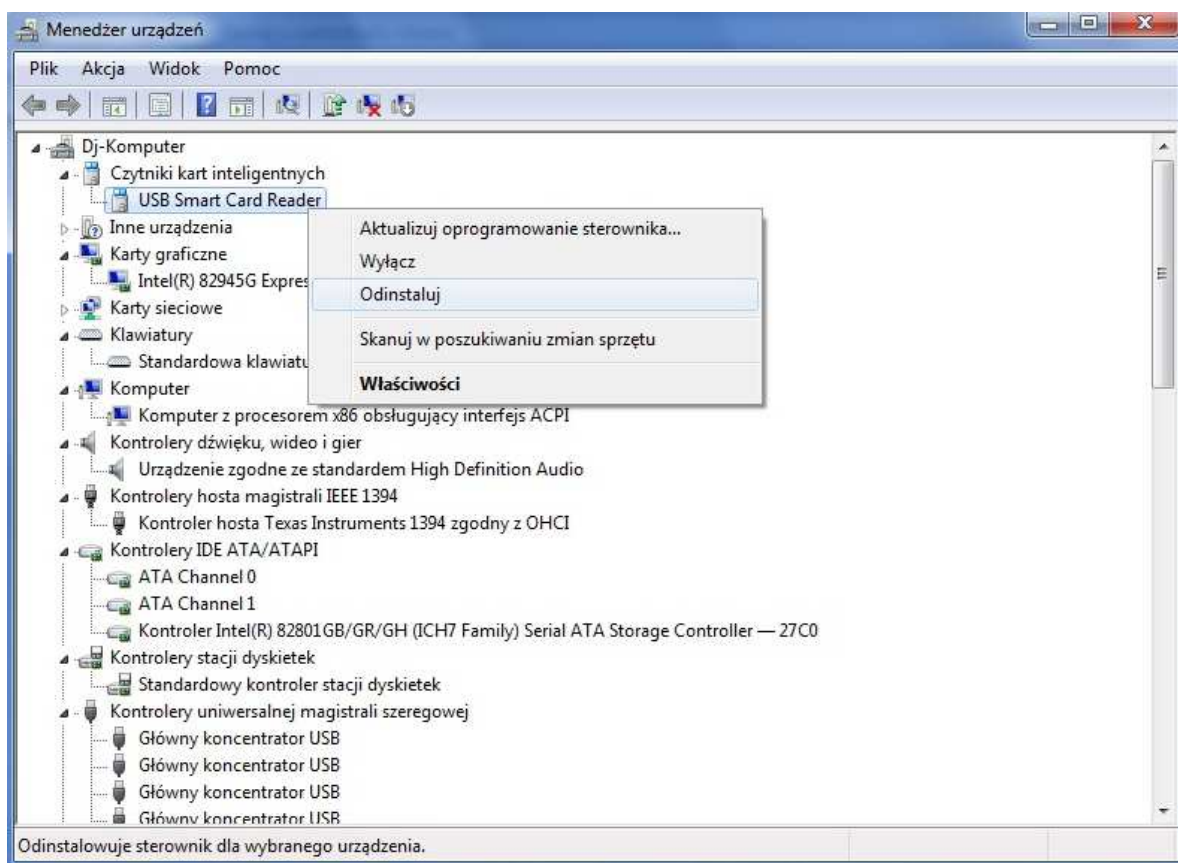 Menedżer urządzeń
Plik Akcja Widok Pomoc
Dj-Komputer
Czytniki kart inteligentnych
USB Smart Card Reader
Inne urządzenia
Karty graficzne
Intel(R) 82945G Expres
Karty sieciowe
Klawiatury
Standardowa klawiatu
Komputer
Komputer z procesorem x86 obsługujący interfejs ACPI
Kontrolery dźwięku, wideo i gier
Urządzenie zgodne ze standardem High Definition Audio
Kontrolery hosta magistrali IEEE 1394
Kontroler hosta Texas Instruments 1394 zgodny z OHCI
Kontrolery IDE ATA/ATAPI
ATA Channel 0
ATA Channel 1
Kontroler Intel(R) 82801GB/GR/GH (ICH7 Family) Serial ATA Storage Controller — 27C0
Kontrolery stacji dyskietek
Standardowy kontroler stacji dyskietek
Kontrolery uniwersalnej magistrali szeregowej
Główny koncentrator USB
Główny koncentrator USB
Główny koncentrator USB
Główny koncentrator USB
Aktualizuj oprogramowanie sterownika...
Wyłącz
Odinstaluj
Skanuj w poszukiwaniu zmian sprzętu
Właściwości
Odinstalowuje sterownik dla wybranego urządzenia.